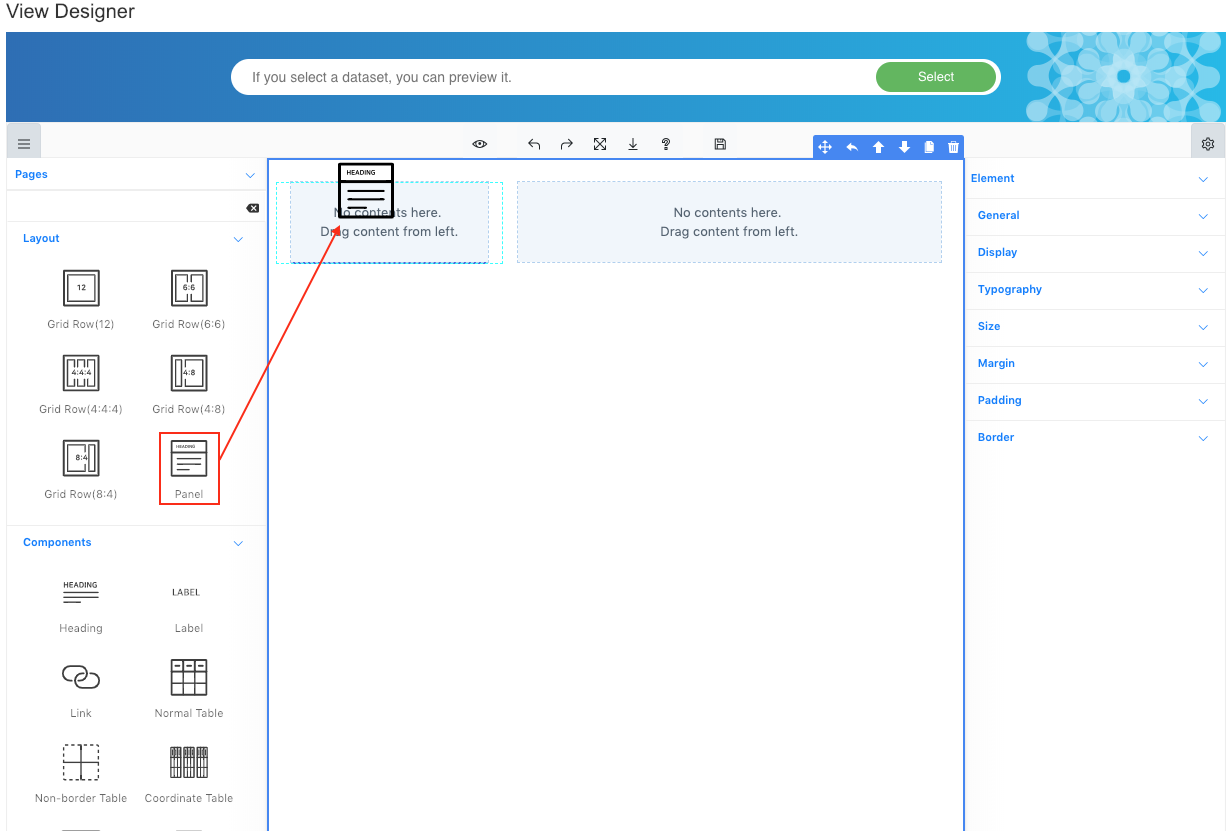 View Designer
If you select a dataset, you can preview it.
Select
Pages
Layout
12
6:6
Grid Row(12)
Grid Row(6:6)
4:4:4
4:8
Grid Row(4:4:4)
Grid Row(4:8)
8:4
HEADING
Grid Row(8:4)
Panel
Components
HEADING
LABEL
Heading
Label
Link
Normal Table
Non-border Table
Coordinate Table
HEADING
No contents here.
Drag content from left.
No contents here.
Drag content from left.
Element
General
Display
Typography
Size
Margin
Padding
Border